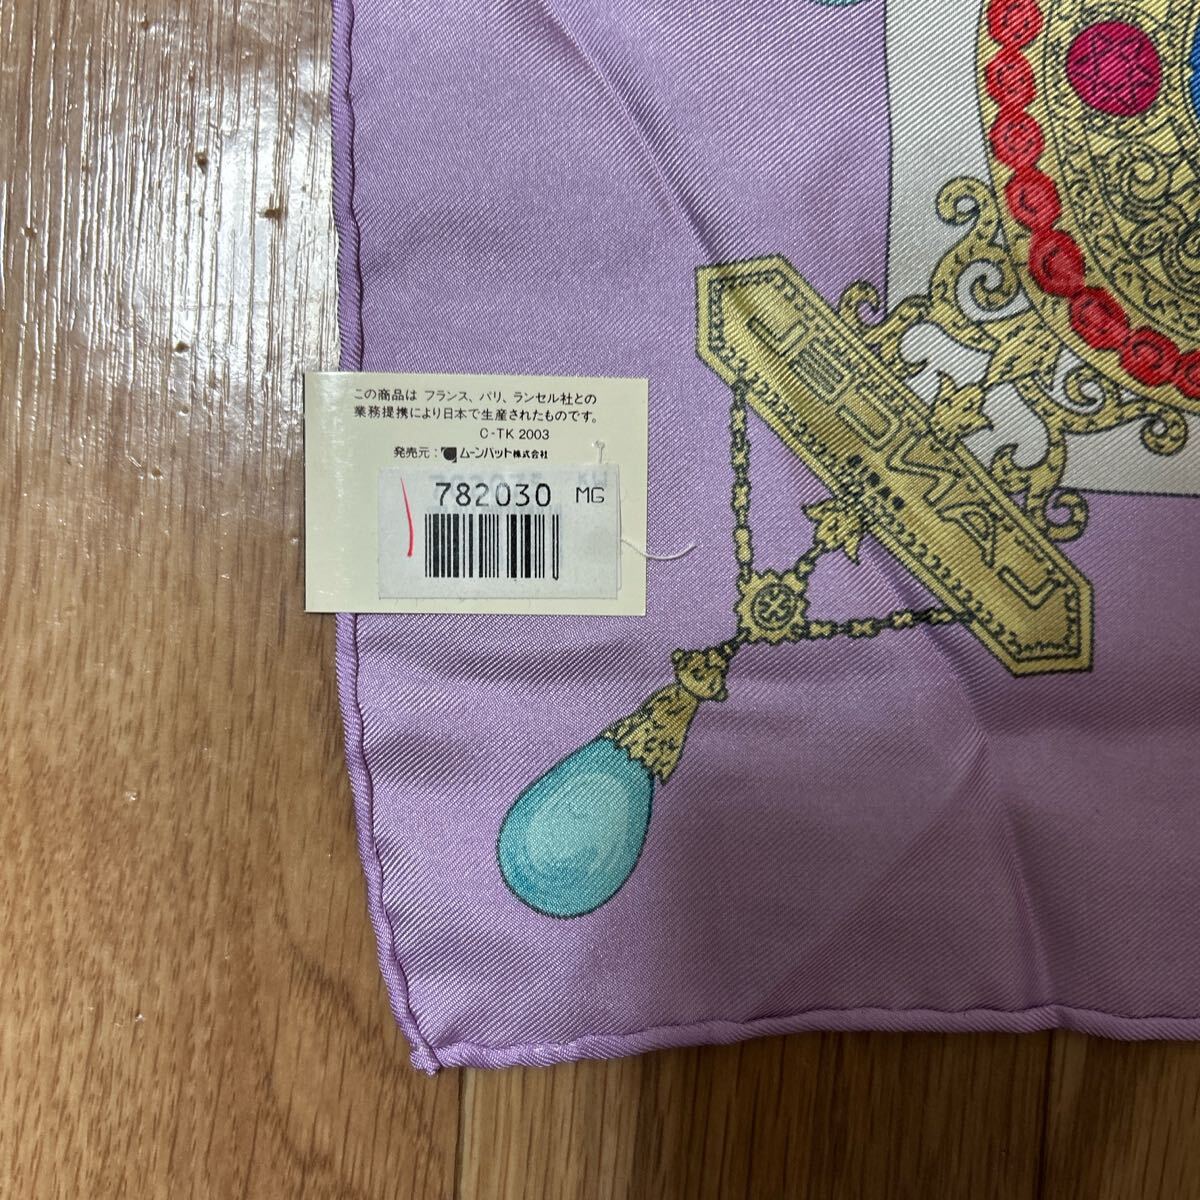 この商品は フランス、パリ、ランセル社との
業務提携により日本で生産されたものです。
C-TK 2003
発売元： ムーンバット株式会社
782030 MG